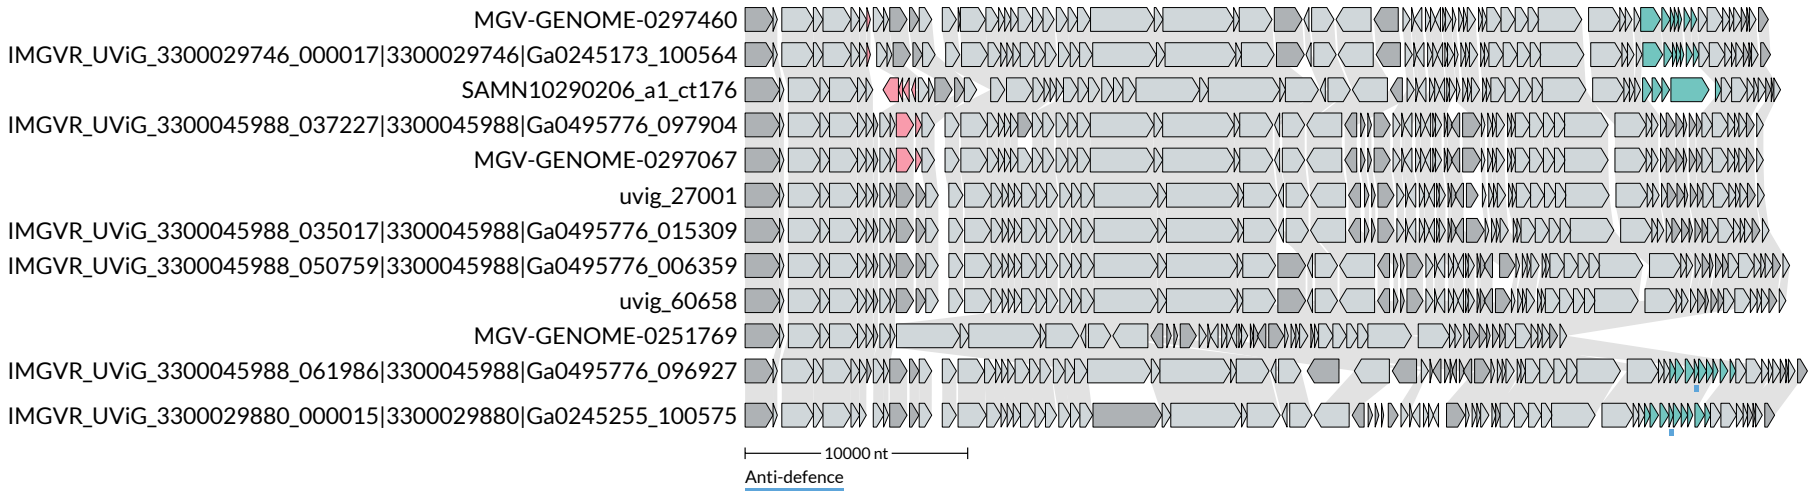 MGV-GENOME-0297460
IMGVR_UViG_3300029746_000017|3300029746|Ga0245173_100564
SAMN10290206_a1_ct176
IMGVR_UViG_3300045988_037227|3300045988|Ga0495776_097904
MGV-GENOME-0297067
uvig_27001
IMGVR_UViG_3300045988_035017|3300045988|Ga0495776_015309
IMGVR_UViG_3300045988_050759|3300045988|Ga0495776_006359
uvig_60658
MGV-GENOME-0251769
IMGVR_UViG_3300045988_061986|3300045988|Ga0495776_096927
IMGVR_UViG_3300029880_000015|3300029880|Ga0245255_100575
10000 nt
Anti-defence